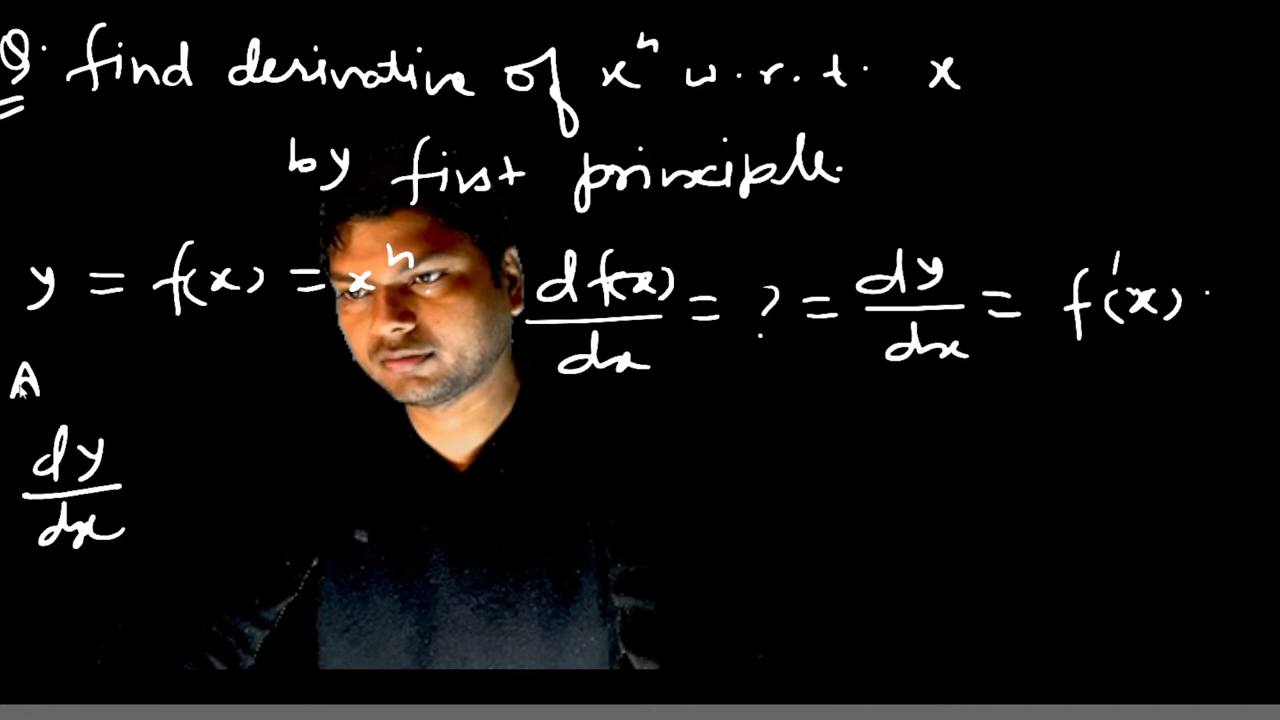 Q. find derivative of xⁿ w.r.t. x
by first principle.
y = f(x) = xⁿ d f(x)/dx = ? = dy/dx = f'(x).
A
dy/dx